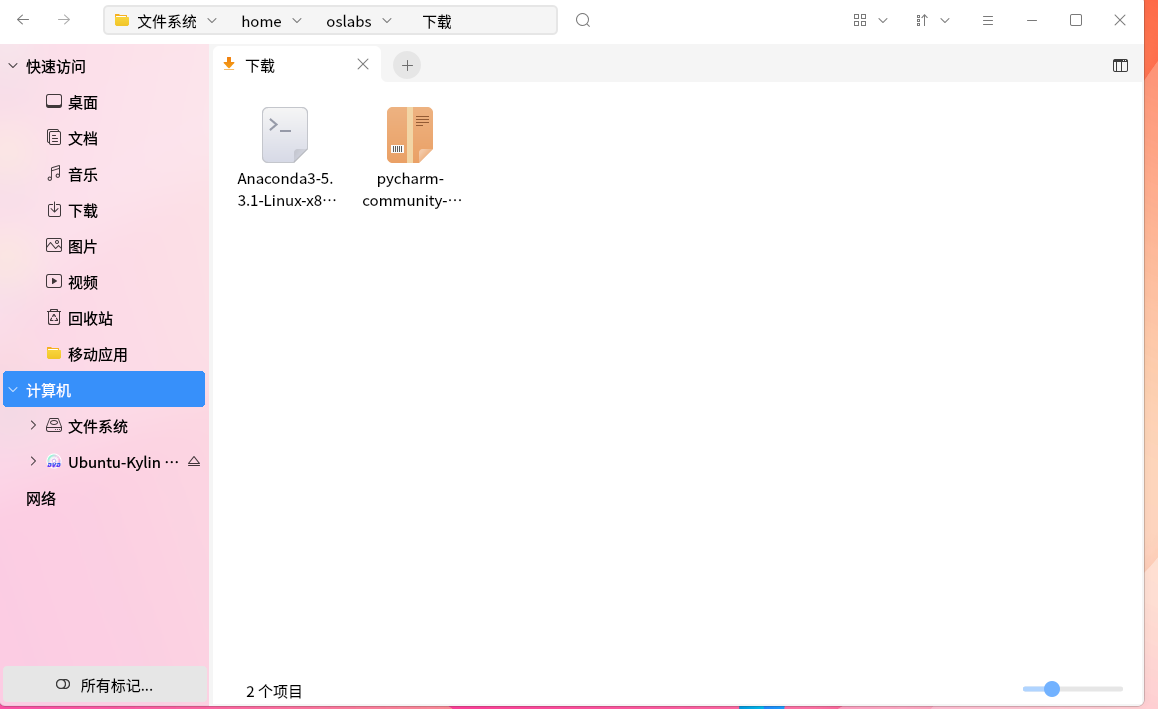 文件系统 home oslabs 下载
快速访问
桌面
文档
音乐
下载
图片
视频
回收站
移动应用
计算机
文件系统
Ubuntu-Kylin ···
网络
所有标记...
下载
Anaconda3-5.
3.1-Linux-x8···
pycharm-
community-···
2 个项目